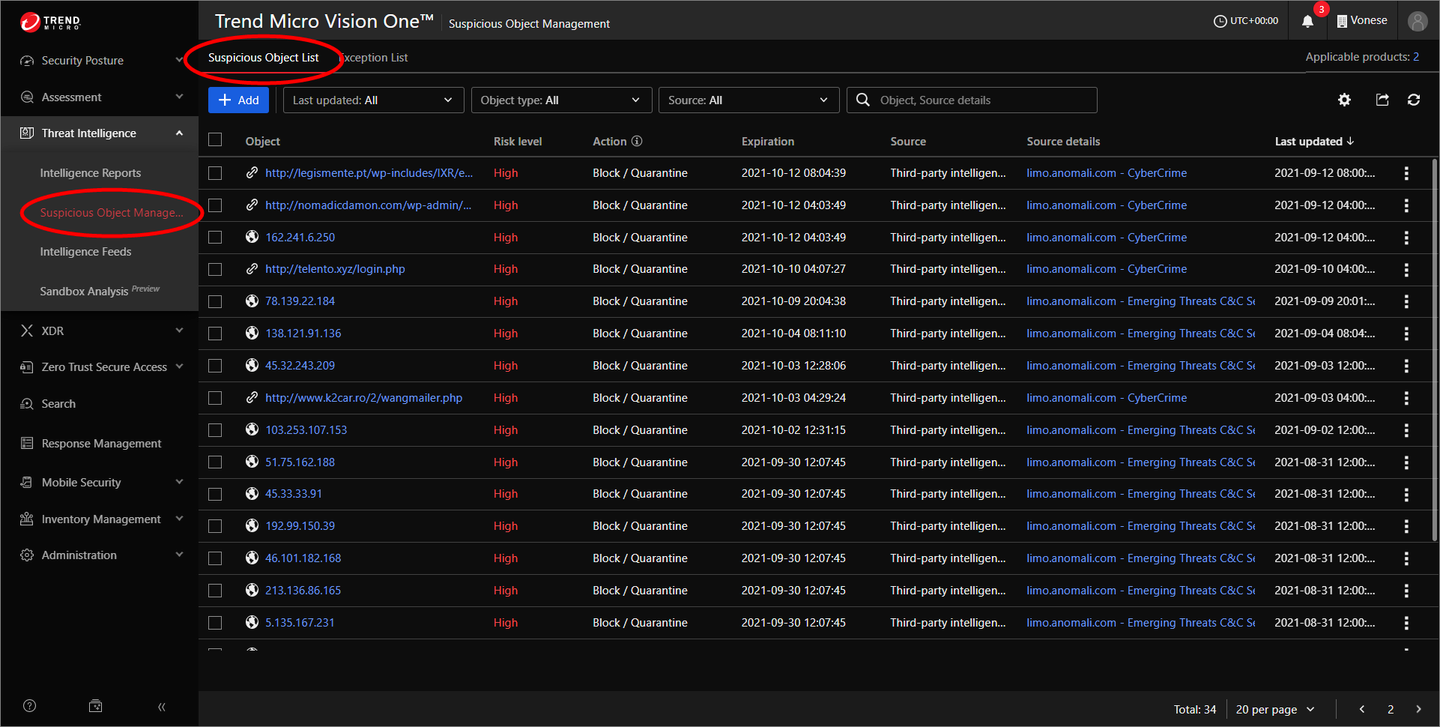 TREND MICRO
Trend Micro Vision One™ Suspicious Object Management
UTC+00:00 3 Vonese
Security Posture
Assessment
Threat Intelligence
Intelligence Reports
Suspicious Object Manage...
Intelligence Feeds
Sandbox Analysis Preview
XDR
Zero Trust Secure Access
Search
Response Management
Mobile Security
Inventory Management
Administration
Suspicious Object List Exception List Applicable products: 2
+ Add Last updated: All Object type: All Source: All Object, Source details
Object Risk level Action Expiration Source Source details Last updated ↓
http://legismente.pt/wp-includes/IXR/e... High Block / Quarantine 2021-10-12 08:04:39 Third-party intelligen... limo.anomali.com - CyberCrime 2021-09-12 08:00:...
http://nomadicdamon.com/wp-admin/... High Block / Quarantine 2021-10-12 04:03:49 Third-party intelligen... limo.anomali.com - CyberCrime 2021-09-12 04:00:...
162.241.6.250 High Block / Quarantine 2021-10-12 04:03:49 Third-party intelligen... limo.anomali.com - CyberCrime 2021-09-12 04:00:...
http://telento.xyz/login.php High Block / Quarantine 2021-10-10 04:07:27 Third-party intelligen... limo.anomali.com - CyberCrime 2021-09-10 04:00:...
78.139.22.184 High Block / Quarantine 2021-10-09 20:04:38 Third-party intelligen... limo.anomali.com - Emerging Threats C&C Se 2021-09-09 20:01:...
138.121.91.136 High Block / Quarantine 2021-10-04 08:11:10 Third-party intelligen... limo.anomali.com - Emerging Threats C&C Se 2021-09-04 08:04:...
45.32.243.209 High Block / Quarantine 2021-10-03 12:28:06 Third-party intelligen... limo.anomali.com - Emerging Threats C&C Se 2021-09-03 12:00:...
http://www.k2car.ro/2/wangmailer.php High Block / Quarantine 2021-10-03 04:29:24 Third-party intelligen... limo.anomali.com - CyberCrime 2021-09-03 04:00:...
103.253.107.153 High Block / Quarantine 2021-10-02 12:31:15 Third-party intelligen... limo.anomali.com - Emerging Threats C&C Se 2021-09-02 12:00:...
51.75.162.188 High Block / Quarantine 2021-09-30 12:07:45 Third-party intelligen... limo.anomali.com - Emerging Threats C&C Se 2021-08-31 12:00:...
45.33.33.91 High Block / Quarantine 2021-09-30 12:07:45 Third-party intelligen... limo.anomali.com - Emerging Threats C&C Se 2021-08-31 12:00:...
192.99.150.39 High Block / Quarantine 2021-09-30 12:07:45 Third-party intelligen... limo.anomali.com - Emerging Threats C&C Se 2021-08-31 12:00:...
46.101.182.168 High Block / Quarantine 2021-09-30 12:07:45 Third-party intelligen... limo.anomali.com - Emerging Threats C&C Se 2021-08-31 12:00:...
213.136.86.165 High Block / Quarantine 2021-09-30 12:07:45 Third-party intelligen... limo.anomali.com - Emerging Threats C&C Se 2021-08-31 12:00:...
5.135.167.231 High Block / Quarantine 2021-09-30 12:07:45 Third-party intelligen... limo.anomali.com - Emerging Threats C&C Se 2021-08-31 12:00:...
Total: 34 20 per page 2